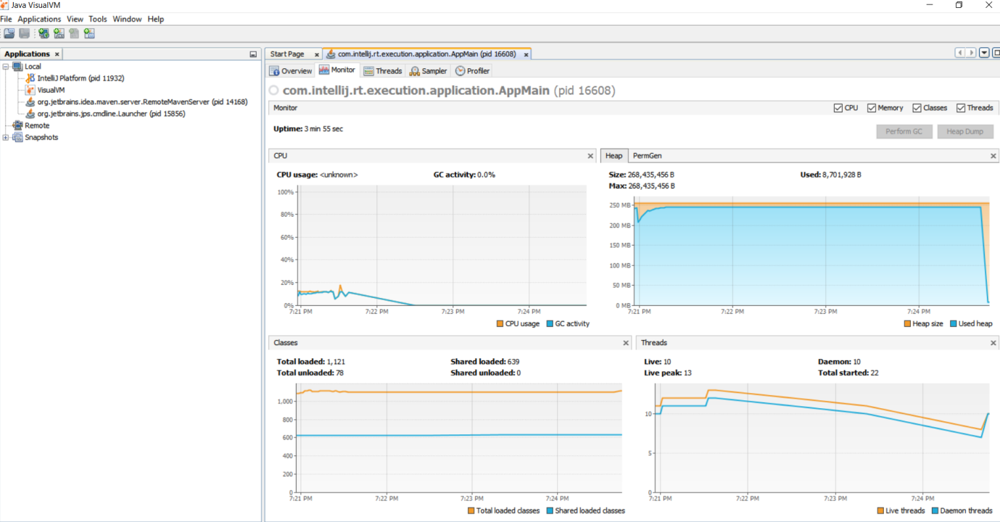 Java VisualVM
File Applications View Tools Window Help
Applications
Local
IntelliJ Platform (pid 11932)
VisualVM
org.jetbrains.idea.maven.server.RemoteMavenServer (pid 14168)
org.jetbrains.jps.cmdline.Launcher (pid 15856)
Remote
Snapshots
Start Page com.intellij.rt.execution.application.AppMain (pid 16608)
Overview Monitor Threads Sampler Profiler
com.intellij.rt.execution.application.AppMain (pid 16608)
Monitor CPU Memory Classes Threads
Uptime: 3 min 55 sec
Perform GC Heap Dump
CPU
CPU usage: <unknown> GC activity: 0.0%
100%
80%
60%
40%
20%
0%
7:21 PM 7:22 PM 7:23 PM 7:24 PM
CPU usage GC activity
Heap PermGen
Size: 268,435,456 B Used: 8,701,928 B
Max: 268,435,456 B
250 MB
200 MB
150 MB
100 MB
50 MB
0 MB
7:21 PM 7:22 PM 7:23 PM 7:24 PM
Heap size Used heap
Classes
Total loaded: 1,121 Shared loaded: 639
Total unloaded: 78 Shared unloaded: 0
1,000
800
600
400
200
0
7:21 PM 7:22 PM 7:23 PM 7:24 PM
Total loaded classes Shared loaded classes
Threads
Live: 10 Daemon: 10
Live peak: 13 Total started: 22
10
5
0
7:21 PM 7:22 PM 7:23 PM 7:24 PM
Live threads Daemon threads